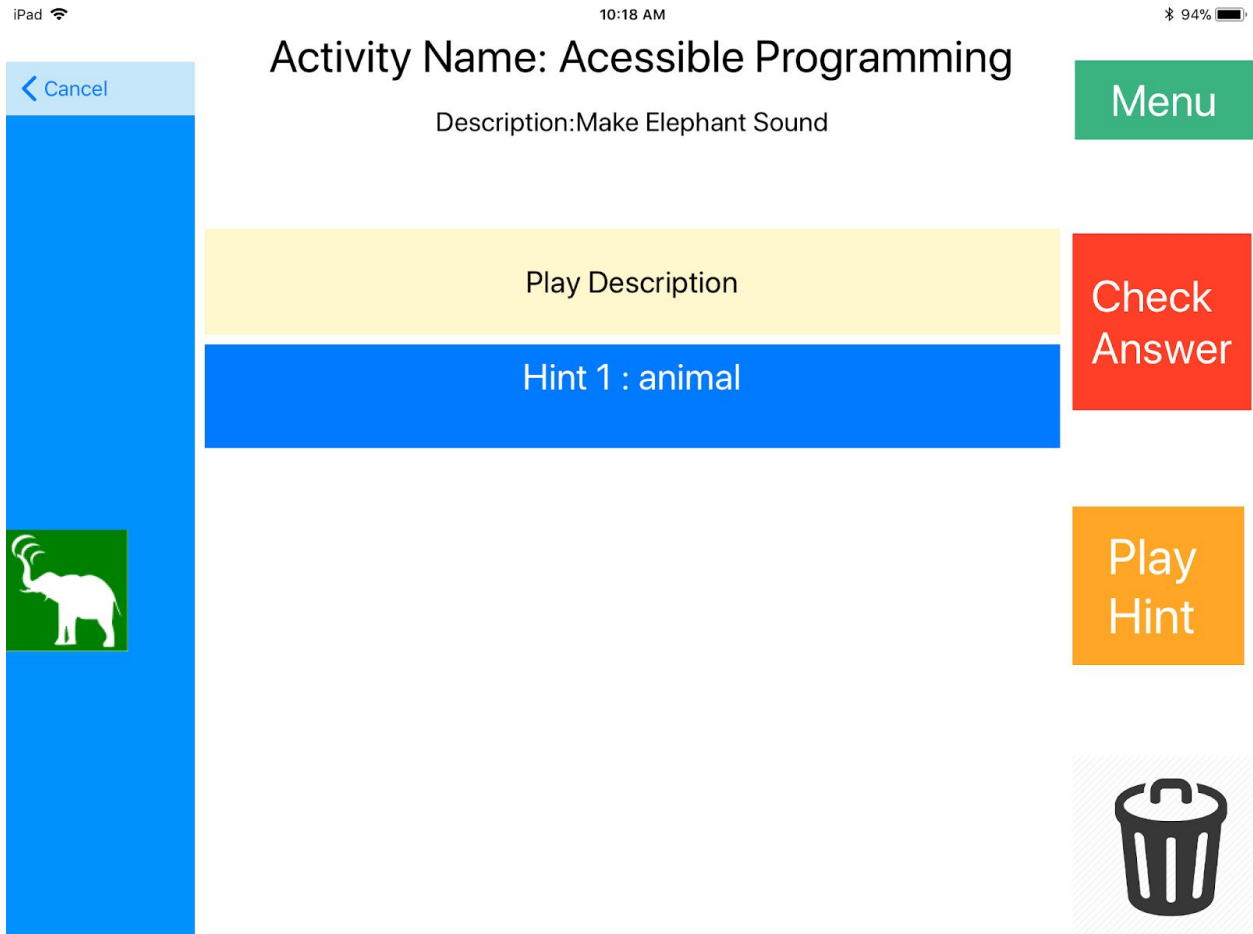 iPad
10:18 AM
94%
Activity Name: Acessible Programming
Cancel
Menu
Description:Make Elephant Sound
Play Description
Check
Answer
Hint 1 : animal
Play
Hint